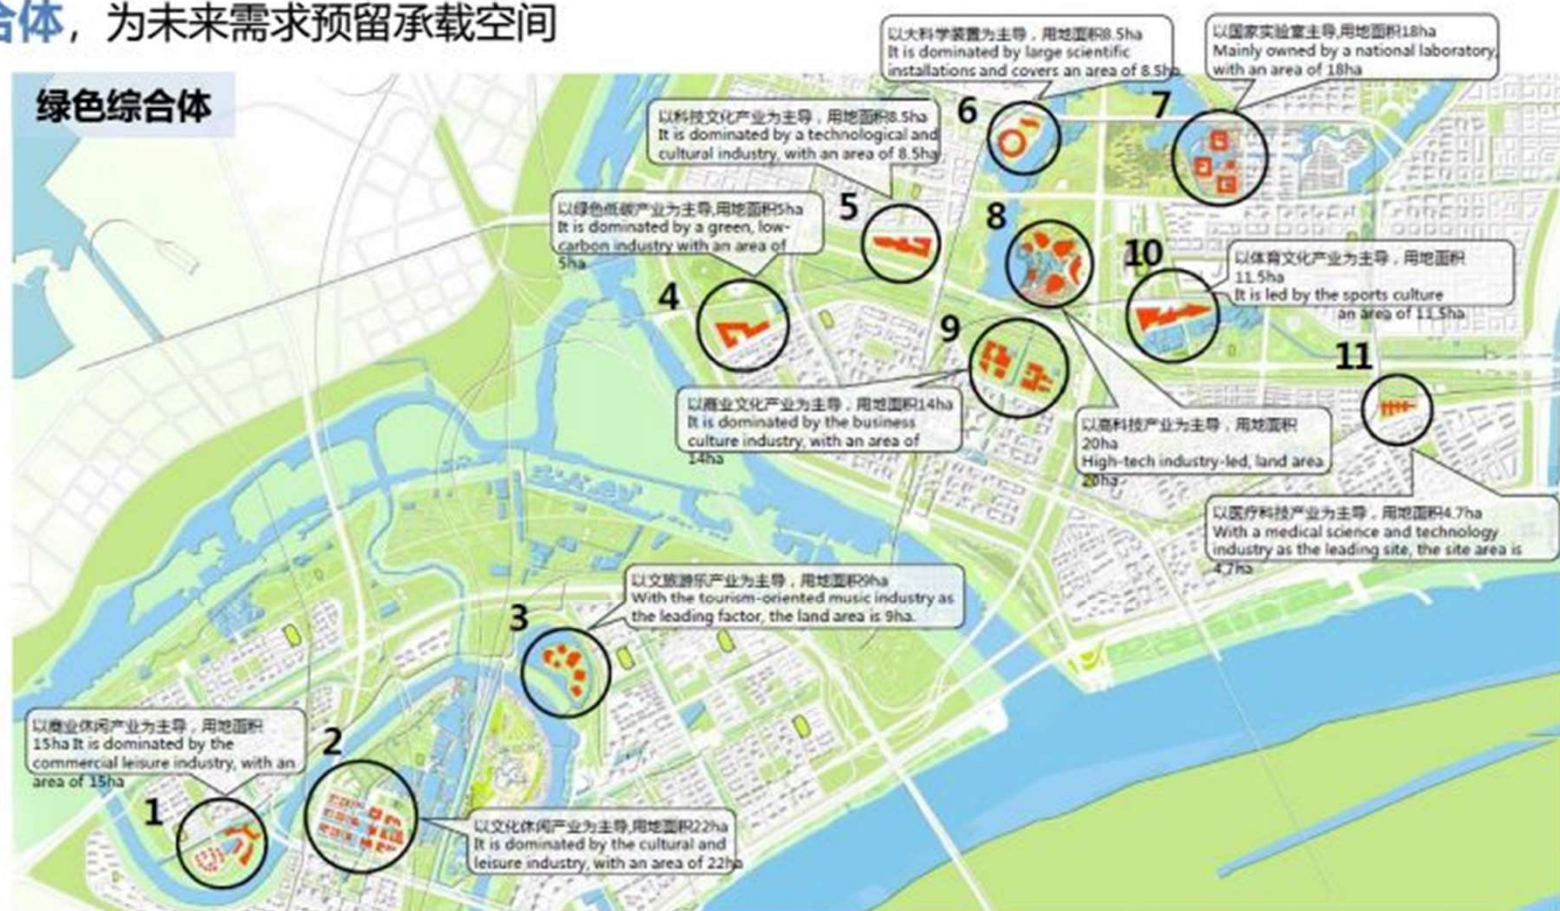 合体，为未来需求预留承载空间
绿色综合体
以大科学装置为主导，用地面积8.5ha
It is dominated by large scientific
installations and covers an area of 8.5ha
6
以国家实验室主导,用地面积18ha
Mainly owned by a national laboratory,
with an area of 18ha
7
以科技文化产业为主导，用地面积8.5ha
It is dominated by a technological and
cultural industry, with an area of 8.5ha
5
以绿色低碳产业为主导,用地面积5ha
It is dominated by a green, low-
carbon industry with an area of
5ha
4
8
10
以体育文化产业为主导，用地面积
11.5ha
It is led by the sports culture
an area of 11.5ha
9
以商业文化产业为主导，用地面积14ha
It is dominated by the business
culture industry, with an area of
14ha
以高科技产业为主导，用地面积
20ha
High-tech industry-led, land area
20ha
11
以医疗科技产业为主导，用地面积4.7ha
With a medical science and technology
industry as the leading site, the site area is
4.7ha
3
以文旅游乐产业为主导，用地面积9ha
With the tourism-oriented music industry as
the leading factor, the land area is 9ha.
以商业休闲产业为主导，用地面积
15ha It is dominated by the
commercial leisure industry, with an
area of 15ha
1
2
以文化休闲产业为主导,用地面积22ha
It is dominated by the cultural and
leisure industry, with an area of 22ha